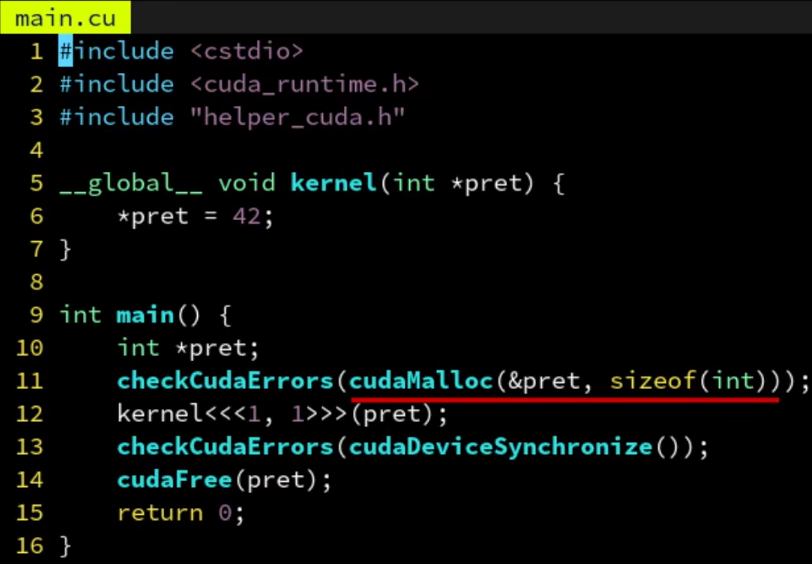 main.cu
1 #include <cstdio>
2 #include <cuda_runtime.h>
3 #include "helper_cuda.h"
4
5 __global__ void kernel(int *pret) {
6     *pret = 42;
7 }
8
9 int main() {
10     int *pret;
11     checkCudaErrors(cudaMalloc(&pret, sizeof(int)));
12     kernel<<<1, 1>>>(pret);
13     checkCudaErrors(cudaDeviceSynchronize());
14     cudaFree(pret);
15     return 0;
16 }